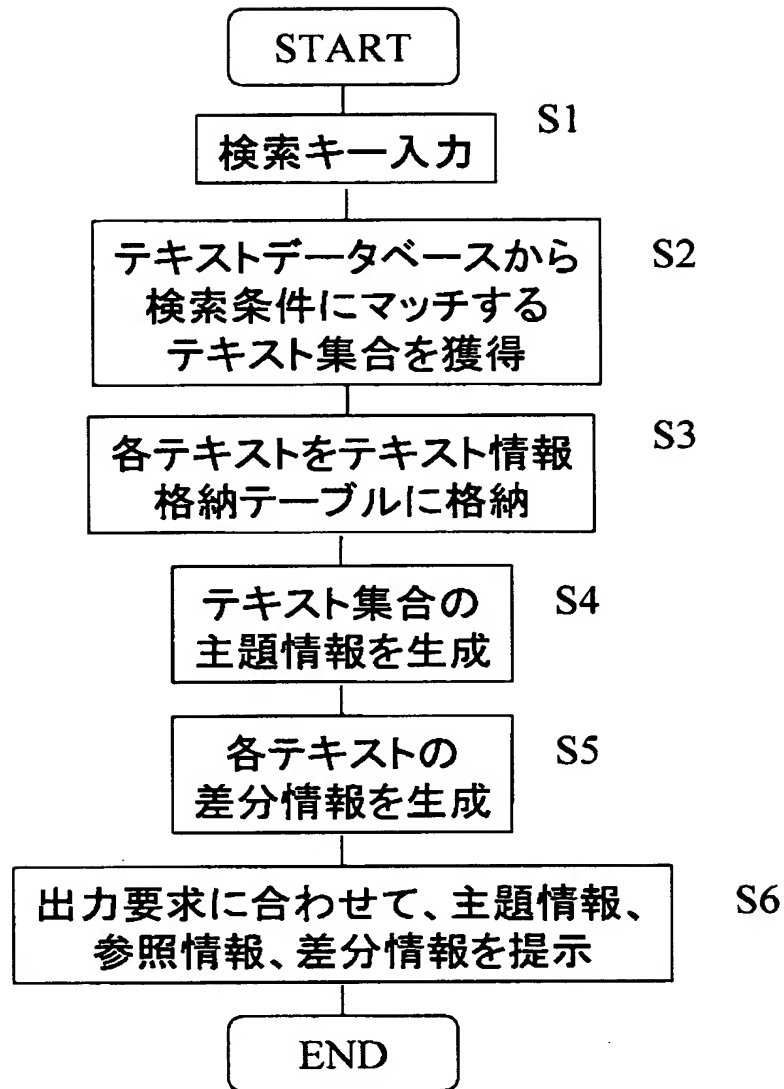 START
S1
検索キー入力
S2
テキストデータベースから
検索条件にマッチする
テキスト集合を獲得
S3
各テキストをテキスト情報
格納テーブルに格納
S4
テキスト集合の
主題情報を生成
S5
各テキストの
差分情報を生成
S6
出力要求に合わせて、主題情報、
参照情報、差分情報を提示
END